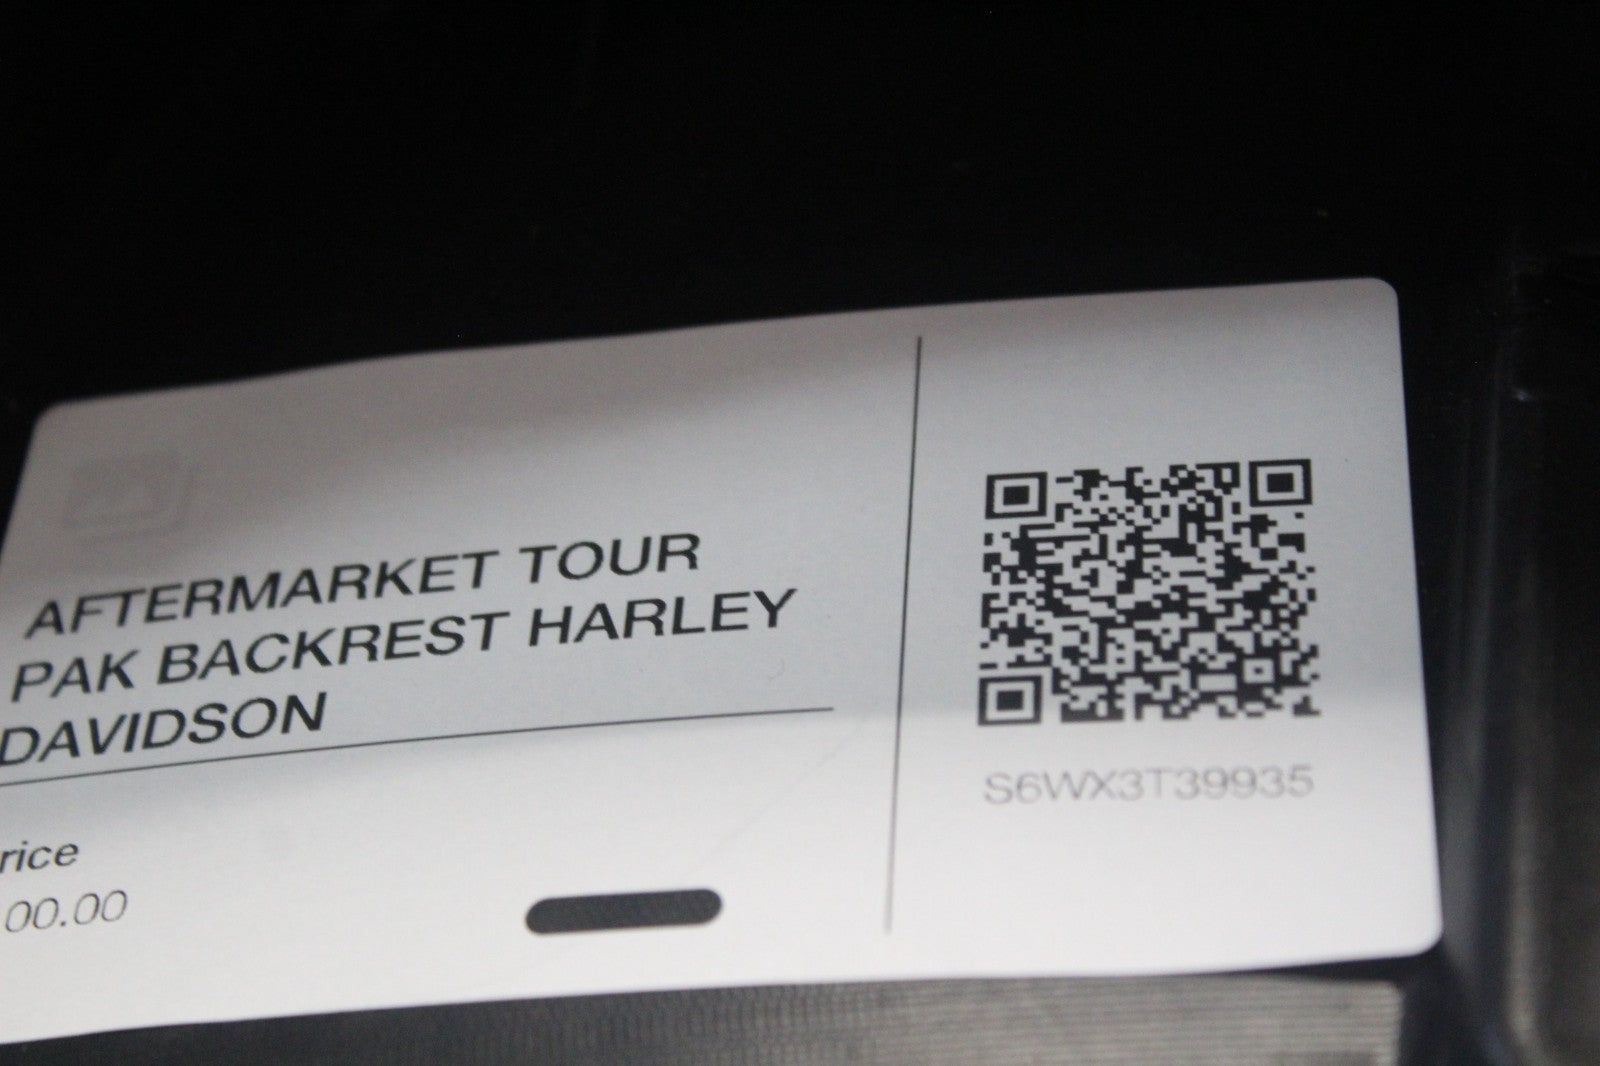 AFTERMARKET TOUR
PAK BACKREST HARLEY
DAVIDSON
rice
00.00
S6WX3T39935